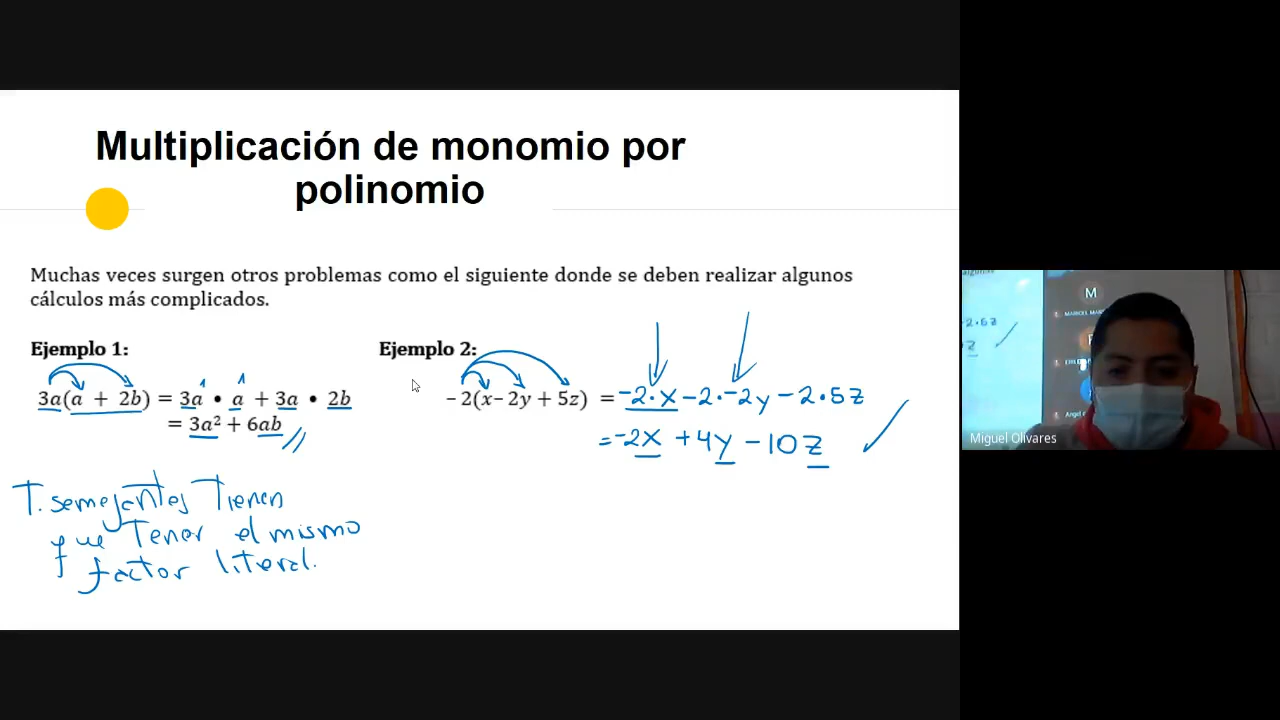 Multiplicación de monomio por
polinomio
Muchas veces surgen otros problemas como el siguiente donde se deben realizar algunos
cálculos más complicados.
Ejemplo 1:
3a(a + 2b) = 3a • a + 3a • 2b
= 3a² + 6ab
Ejemplo 2:
-2(x-2y + 5z) = -2·x -2·-2y -2·5z
=-2x +4y -10z
T. semejantes Tienen
que Tener el mismo
factor literal.
M
-2·5z
z
Miguel Olivares